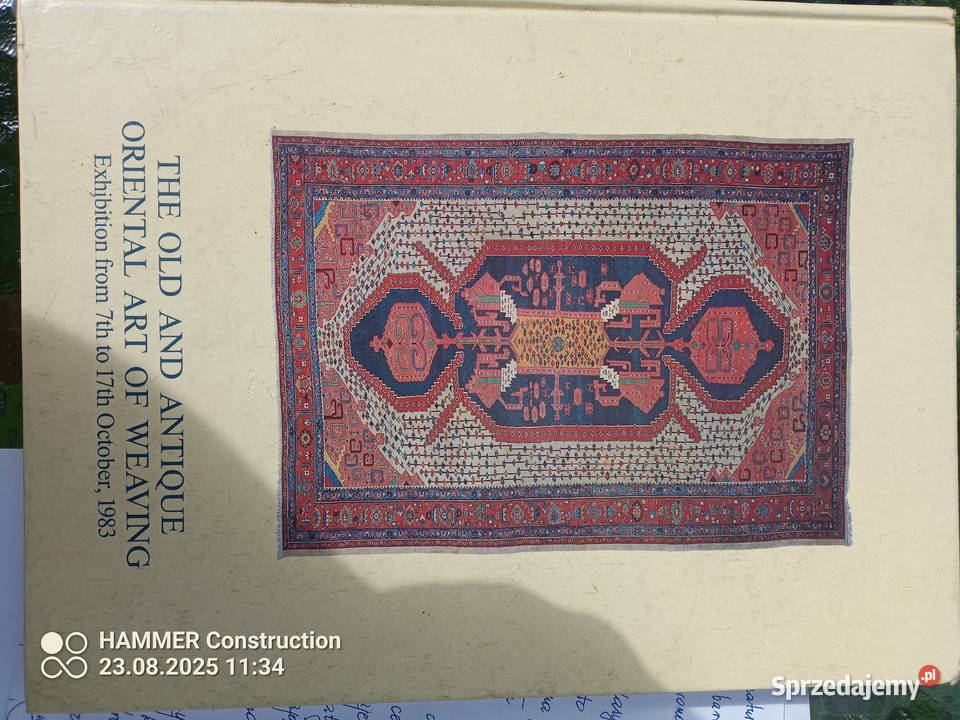 THE OLD AND ANTIQUE
ORIENTAL ART OF WEAVING
Exhibition from 7th to 17th October, 1983
HAMMER Construction
23.08.2025 11:34
Sprzedajemy.pl